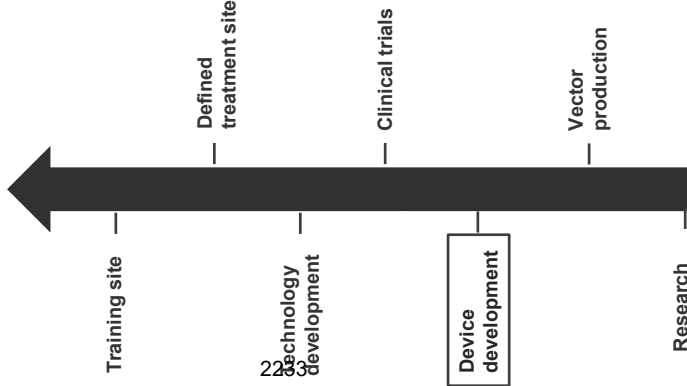 Defined
treatment site
Clinical trials
Vector
production
Training site
Technology
development
Device
development
Research
2233